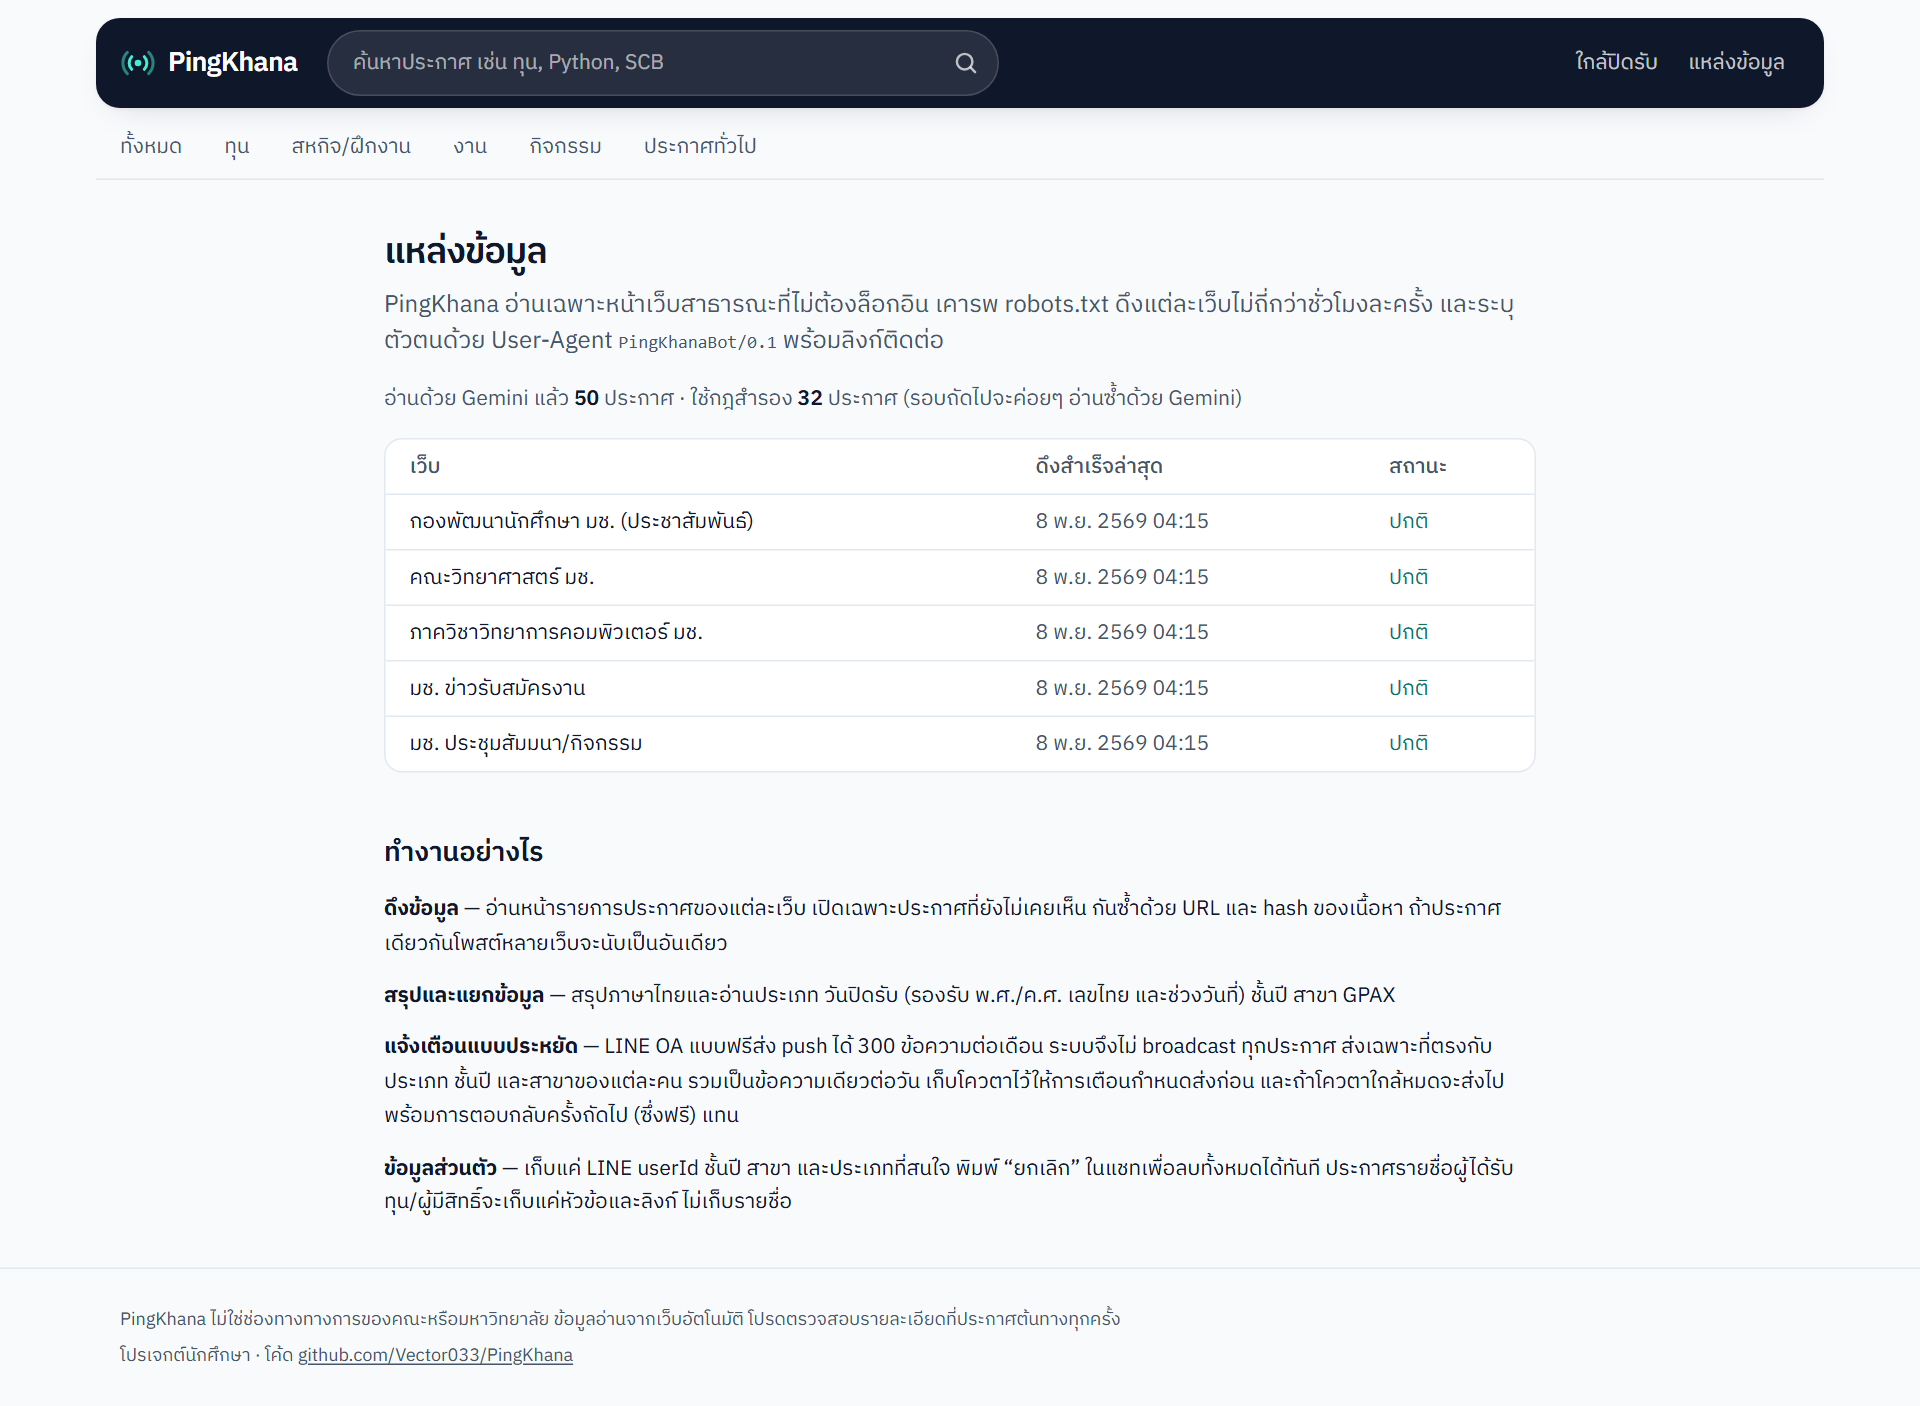 PingKhana
ค้นหาประกาศ เช่น ทุน, Python, SCB
ใกล้ปิดรับ
แหล่งข้อมูล
ทั้งหมด
ทุน
สหกิจ/ฝึกงาน
งาน
กิจกรรม
ประกาศทั่วไป
แหล่งข้อมูล
PingKhana อ่านเฉพาะหน้าเว็บสาธารณะที่ไม่ต้องล็อกอิน เคารพ robots.txt ดึงแต่ละเว็บไม่ถี่กว่าชั่วโมงละครั้ง และระบุ
ตัวตนด้วย User-Agent PingKhanaBot/0.1 พร้อมลิงก์ติดต่อ
อ่านด้วย Gemini แล้ว 50 ประกาศ · ใช้กฎสำรอง 32 ประกาศ (รอบถัดไปจะค่อยๆ อ่านซ้ำด้วย Gemini)
เว็บ ดึงสำเร็จล่าสุด สถานะ
กองพัฒนานักศึกษา มช. (ประชาสัมพันธ์) 8 พ.ย. 2569 04:15 ปกติ
คณะวิทยาศาสตร์ มช. 8 พ.ย. 2569 04:15 ปกติ
ภาควิชาวิทยาการคอมพิวเตอร์ มช. 8 พ.ย. 2569 04:15 ปกติ
มช. ข่าวรับสมัครงาน 8 พ.ย. 2569 04:15 ปกติ
มช. ประชุมสัมมนา/กิจกรรม 8 พ.ย. 2569 04:15 ปกติ
ทำงานอย่างไร
ดึงข้อมูล — อ่านหน้ารายการประกาศของแต่ละเว็บ เปิดเฉพาะประกาศที่ยังไม่เคยเห็น กันซ้ำด้วย URL และ hash ของเนื้อหา ถ้าประกาศ
เดียวกันโพสต์หลายเว็บจะนับเป็นอันเดียว
สรุปและแยกข้อมูล — สรุปภาษาไทยและอ่านประเภท วันปิดรับ (รองรับ พ.ศ./ค.ศ. เลขไทย และช่วงวันที่) ชั้นปี สาขา GPAX
แจ้งเตือนแบบประหยัด — LINE OA แบบฟรีส่ง push ได้ 300 ข้อความต่อเดือน ระบบจึงไม่ broadcast ทุกประกาศ ส่งเฉพาะที่ตรงกับ
ประเภท ชั้นปี และสาขาของแต่ละคน รวมเป็นข้อความเดียวต่อวัน เก็บโควตาไว้ให้การเตือนกำหนดส่งก่อน และถ้าโควตาใกล้หมดจะส่งไป
พร้อมการตอบกลับครั้งถัดไป (ซึ่งฟรี) แทน
ข้อมูลส่วนตัว — เก็บแค่ LINE userId ชั้นปี สาขา และประเภทที่สนใจ พิมพ์ “ยกเลิก” ในแชทเพื่อลบทั้งหมดได้ทันที ประกาศรายชื่อผู้ได้รับ
ทุน/ผู้มีสิทธิ์จะเก็บแค่หัวข้อและลิงก์ ไม่เก็บรายชื่อ
PingKhana ไม่ใช่ช่องทางทางการของคณะหรือมหาวิทยาลัย ข้อมูลอ่านจากเว็บอัตโนมัติ โปรดตรวจสอบรายละเอียดที่ประกาศต้นทางทุกครั้ง
โปรเจกต์นักศึกษา · โค้ด github.com/Vector033/PingKhana